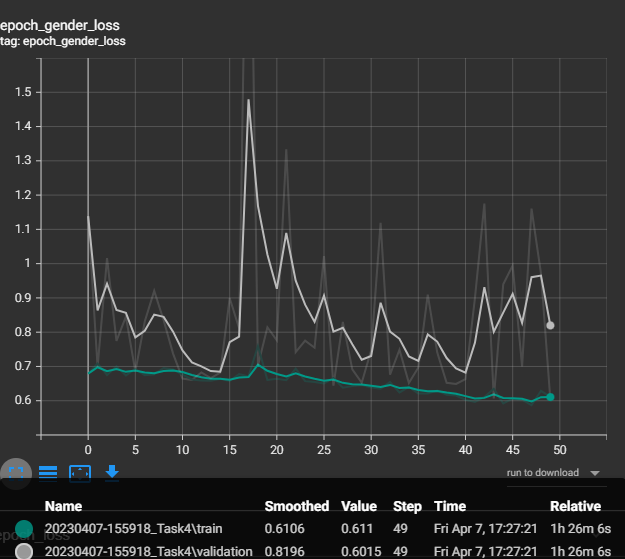 epoch_gender_loss
tag: epoch_gender_loss
1.5
1.4
1.3
1.2
1.1
1
0.9
0.8
0.7
0.6
0 5 10 15 20 25 30 35 40 45 50
run to download
Name Smoothed Value Step Time Relative
20230407-155918_Task4\train 0.6106 0.611 49 Fri Apr 7, 17:27:21 1h 26m 6s
epoch_loss
20230407-155918_Task4\validation 0.8196 0.6015 49 Fri Apr 7, 17:27:21 1h 26m 6s